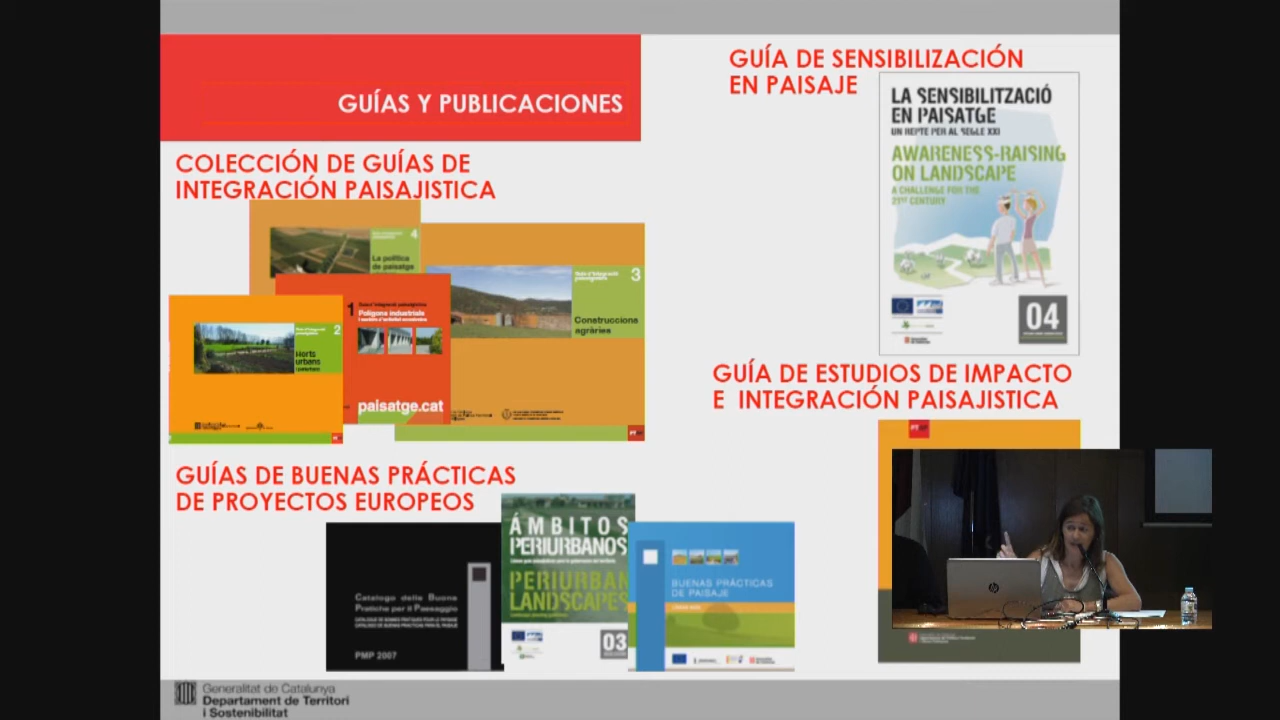 GUÍAS Y PUBLICACIONES
COLECCIÓN DE GUÍAS DE
INTEGRACIÓN PAISAJISTICA
4
La política
de paisatge
3
Construccions
agràries
1
Polígons industrials
paisatge.cat
2
Horts
urbans
GUÍAS DE BUENAS PRÁCTICAS
DE PROYECTOS EUROPEOS
Catalogo delle Buone
Pratiche per il Paesaggio
PMP 2007
ÁMBITOS
PERIURBANOS
PERIURBAN
LANDSCAPES
03
BUENAS PRÁCTICAS
DE PAISAJE
GUÍA DE SENSIBILIZACIÓN
EN PAISAJE
LA SENSIBILITZACIÓ
EN PAISATGE
UN REPTE PER AL SEGLE XXI
AWARENESS-RAISING
ON LANDSCAPE
A CHALLENGE FOR THE
21ST CENTURY
04
GUÍA DE ESTUDIOS DE IMPACTO
E INTEGRACIÓN PAISAJISTICA
hp
Generalitat de Catalunya
Departament de Territori
i Sostenibilitat